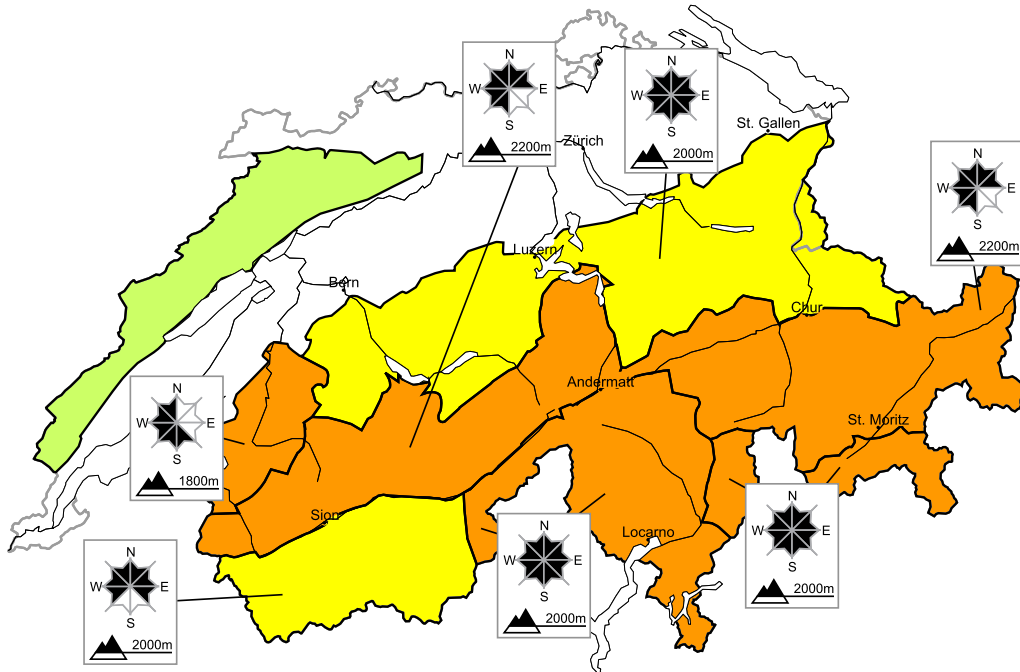 N
W E
S
2200m
N
W E
S
2000m
St. Gallen
Zürich
N
W E
S
2200m
Luzern
Bern
Chur
Andermatt
N
W E
S
1800m
St. Moritz
Sion
Locarno
N
W E
S
2000m
N
W E
S
2000m
N
W E
S
2000m